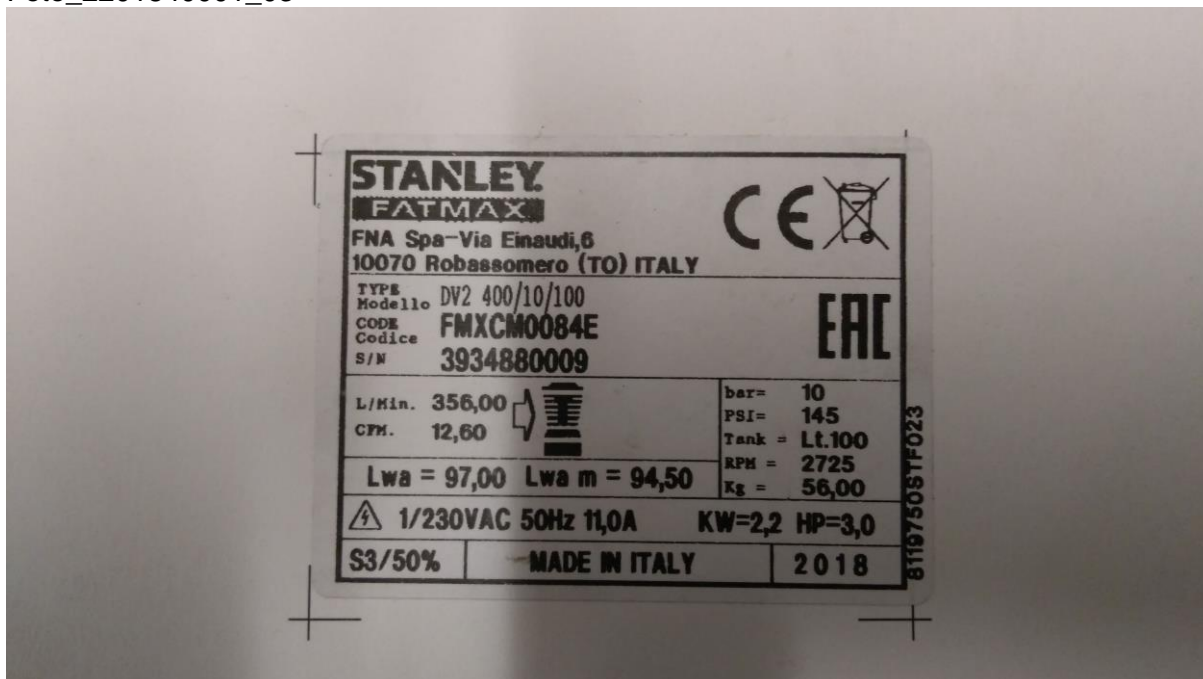 STANLEY.
FATMAX
FNA Spa-Via Einaudi,6
10070 Robassomero (TO) ITALY
TYPE
Modello DV2 400/10/100
CODE
Codice FMXCM0084E
S/N 3934880009
EAC
L/Min. 356,00
CFM. 12,60
bar= 10
PSI= 145
Tank = Lt.100
RPM = 2725
Kg = 56,00
Lwa = 97,00 Lwa m = 94,50
1/230VAC 50Hz 11,0A KW=2,2 HP=3,0
S3/50% MADE IN ITALY 2018
8119750STF023
CE